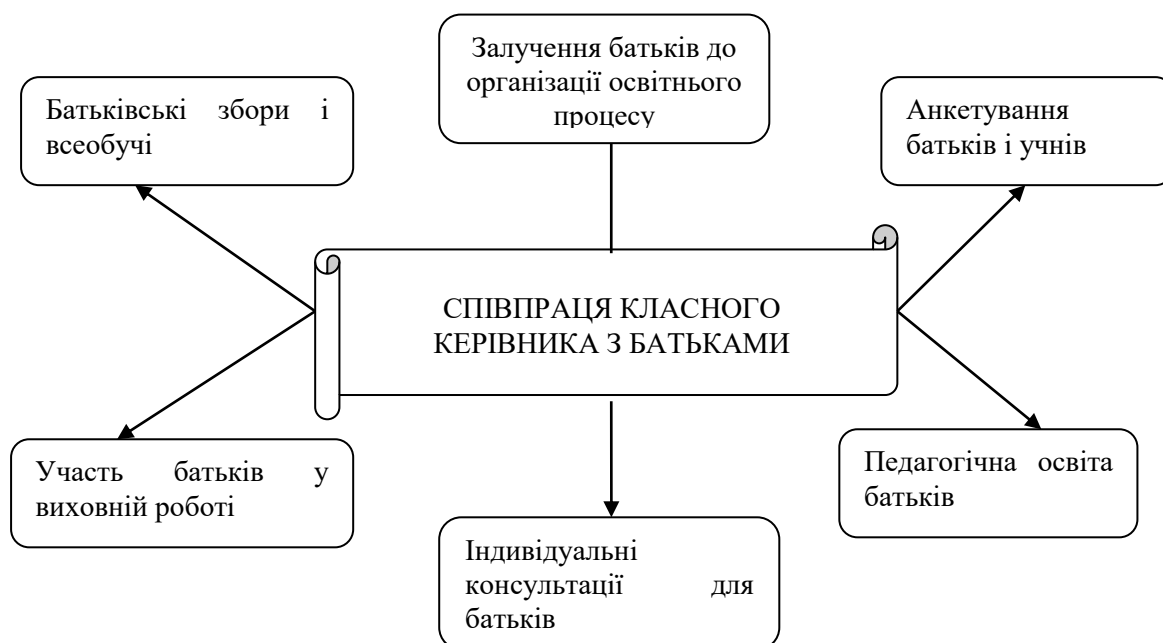 Залучення батьків до
організації освітнього
процесу
Батьківські збори і
всеобучі
Анкетування
батьків і учнів
СПІВПРАЦЯ КЛАСНОГО
КЕРІВНИКА З БАТЬКАМИ
Участь батьків у
виховній роботі
Педагогічна освіта
батьків
Індивідуальні
консультації для
батьків